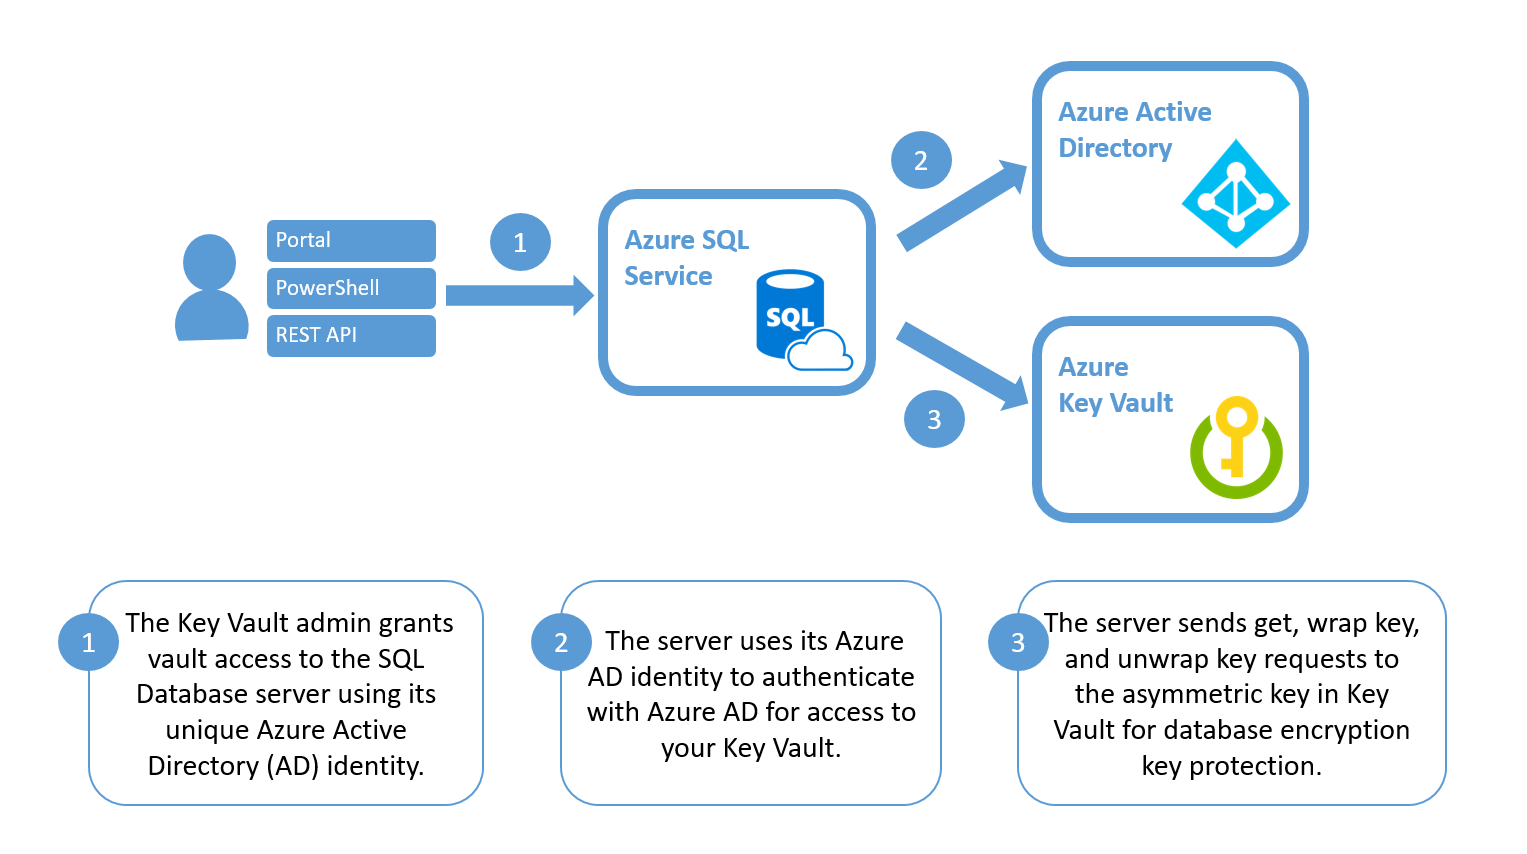 Portal
PowerShell
REST API
1
Azure SQL
Service
SQL
2
Azure Active
Directory
3
Azure
Key Vault
1
The Key Vault admin grants
vault access to the SQL
Database server using its
unique Azure Active
Directory (AD) identity.
2
The server uses its Azure
AD identity to authenticate
with Azure AD for access to
your Key Vault.
3
The server sends get, wrap key,
and unwrap key requests to
the asymmetric key in Key
Vault for database encryption
key protection.